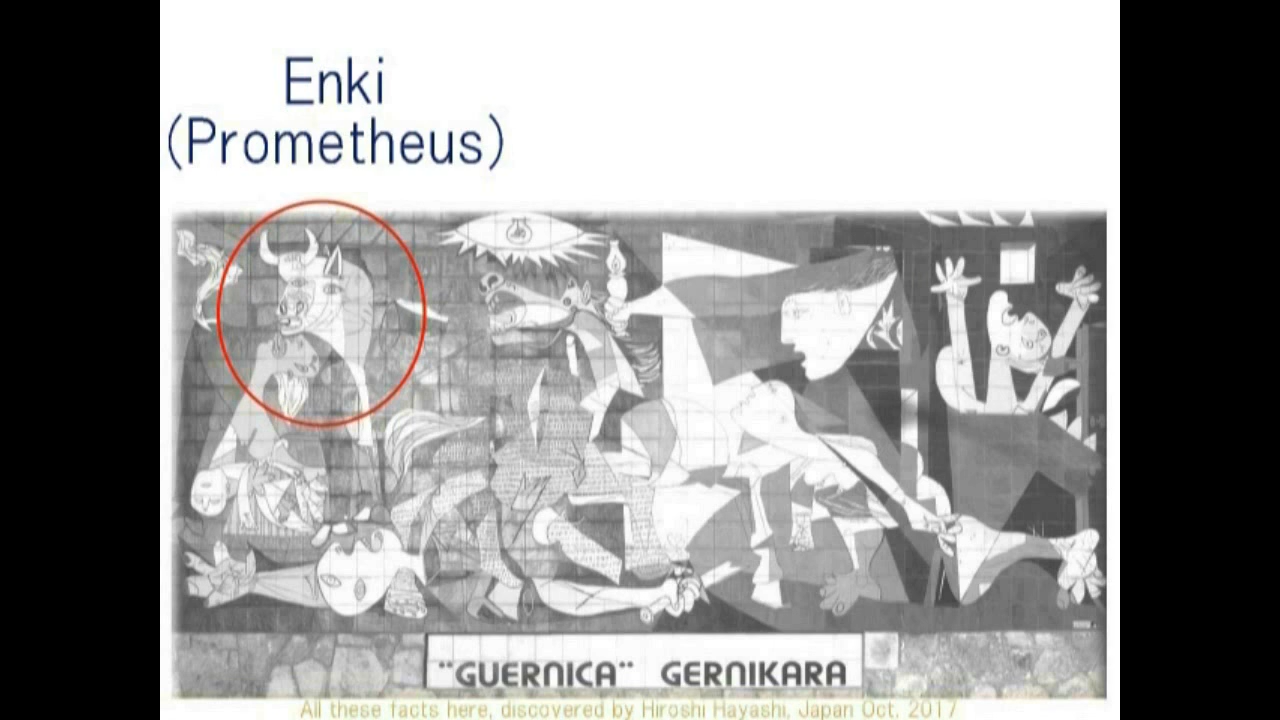 Enki
(Prometheus)
"GUERNICA" GERNIKARA
All these facts here, discovered by Hiroshi Hayashi, Japan Oct. 2017